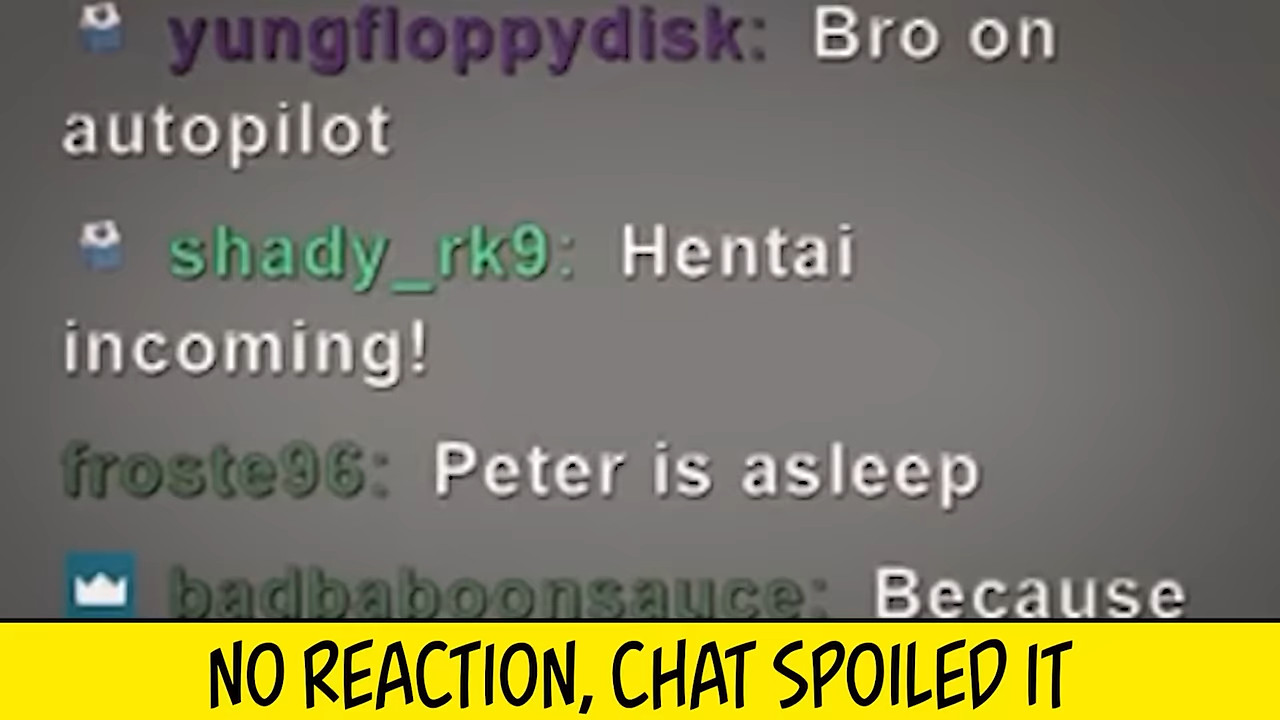 yungfloppydisk: Bro on
autopilot
shady_rk9: Hentai
incoming!
froste96: Peter is asleep
badbaboonsauce: Because
NO REACTION, CHAT SPOILED IT